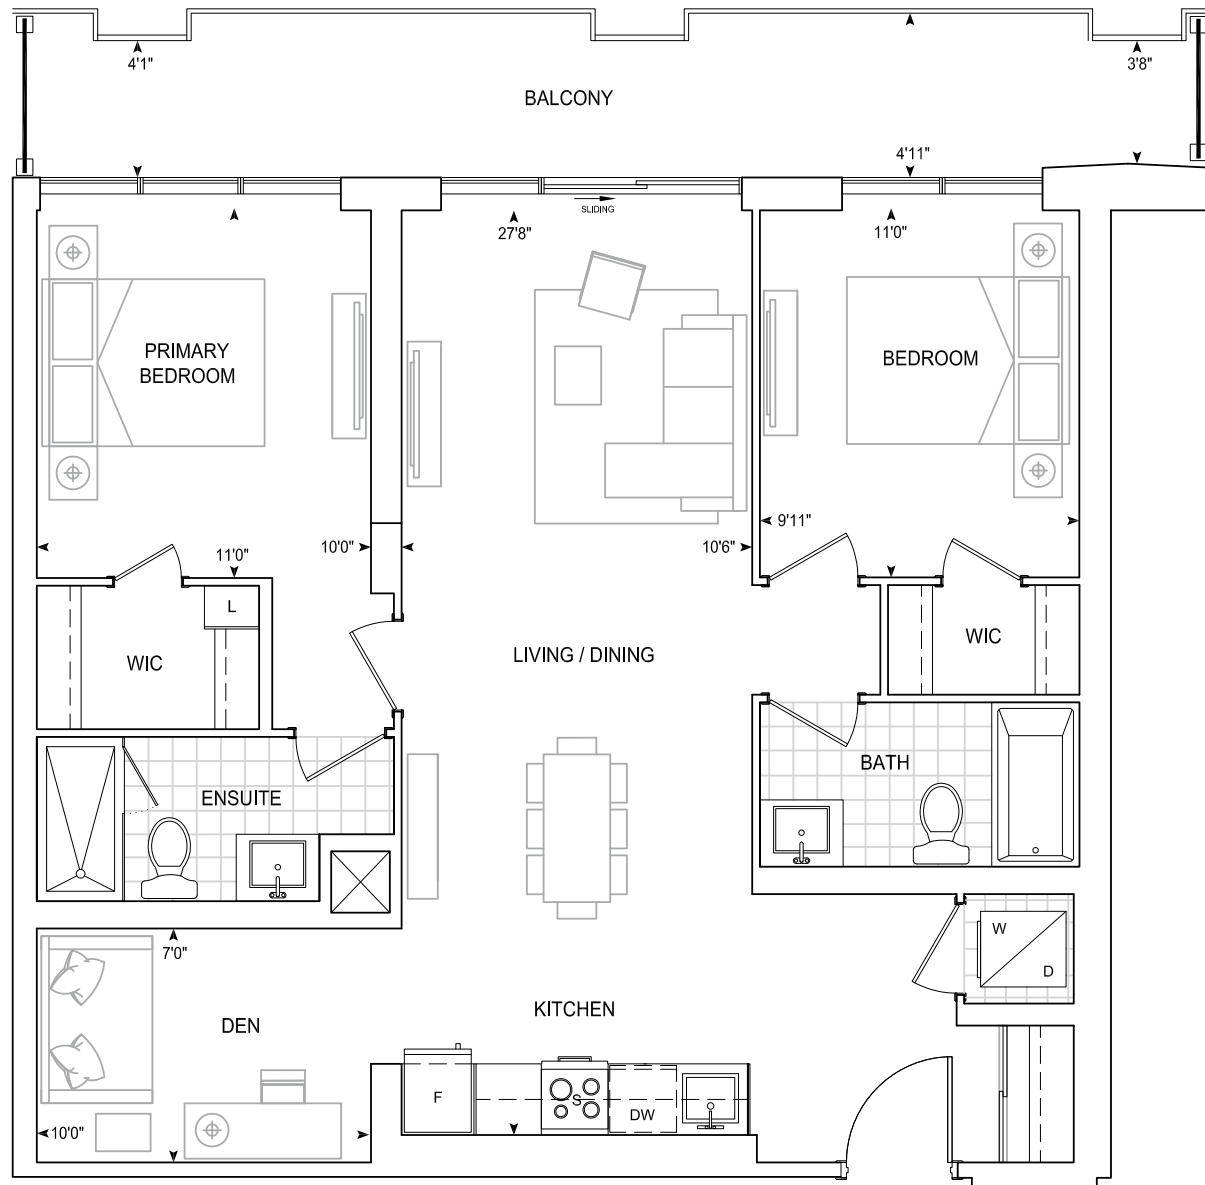 4'1"
3'8"
BALCONY
4'11"
SLIDING
27'8"
11'0"
PRIMARY
BEDROOM
BEDROOM
9'11"
11'0"
10'0"
10'6"
L
WIC
WIC
LIVING / DINING
BATH
ENSUITE
W
D
7'0"
KITCHEN
DEN
F
S
DW
10'0"